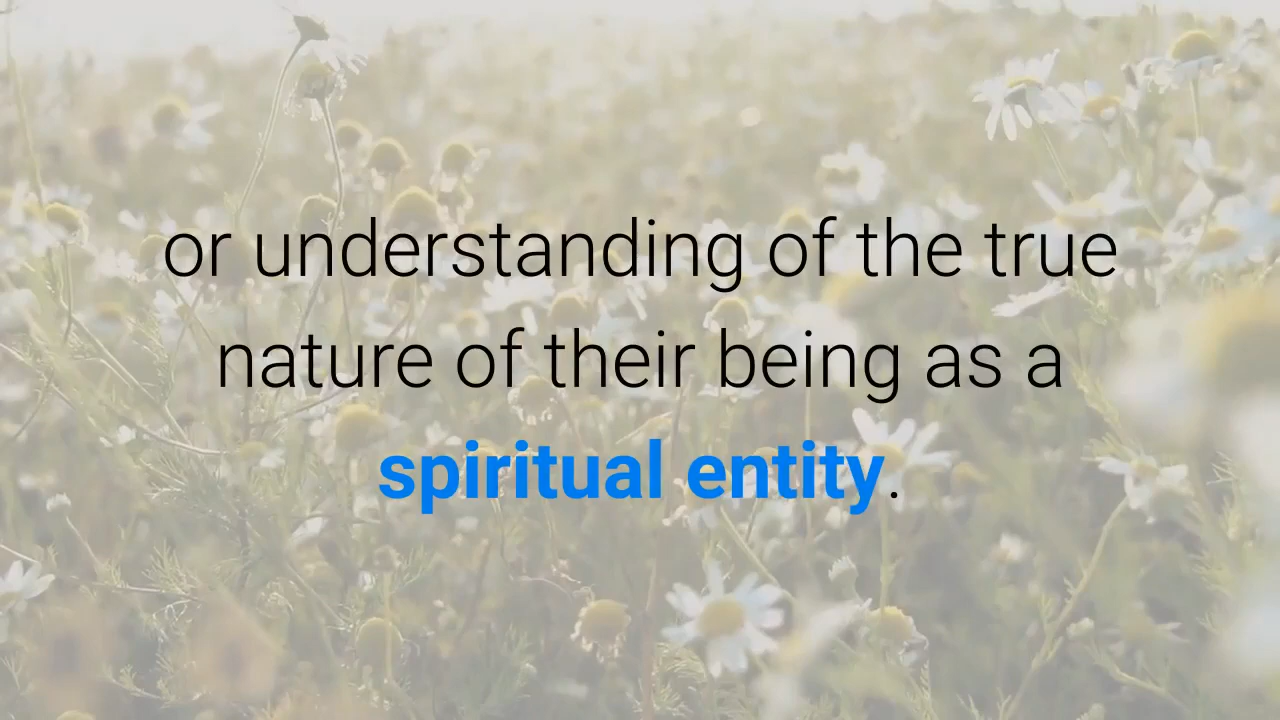 or understanding of the true
nature of their being as a
spiritual entity.